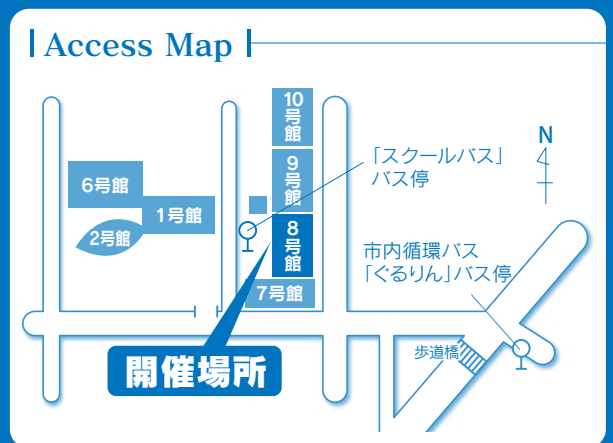 Access Map
10号館
9号館
8号館
7号館
6号館
1号館
2号館
「スクールバス」
バス停
N
市内循環バス
「ぐるりん」バス停
歩道橋
開催場所